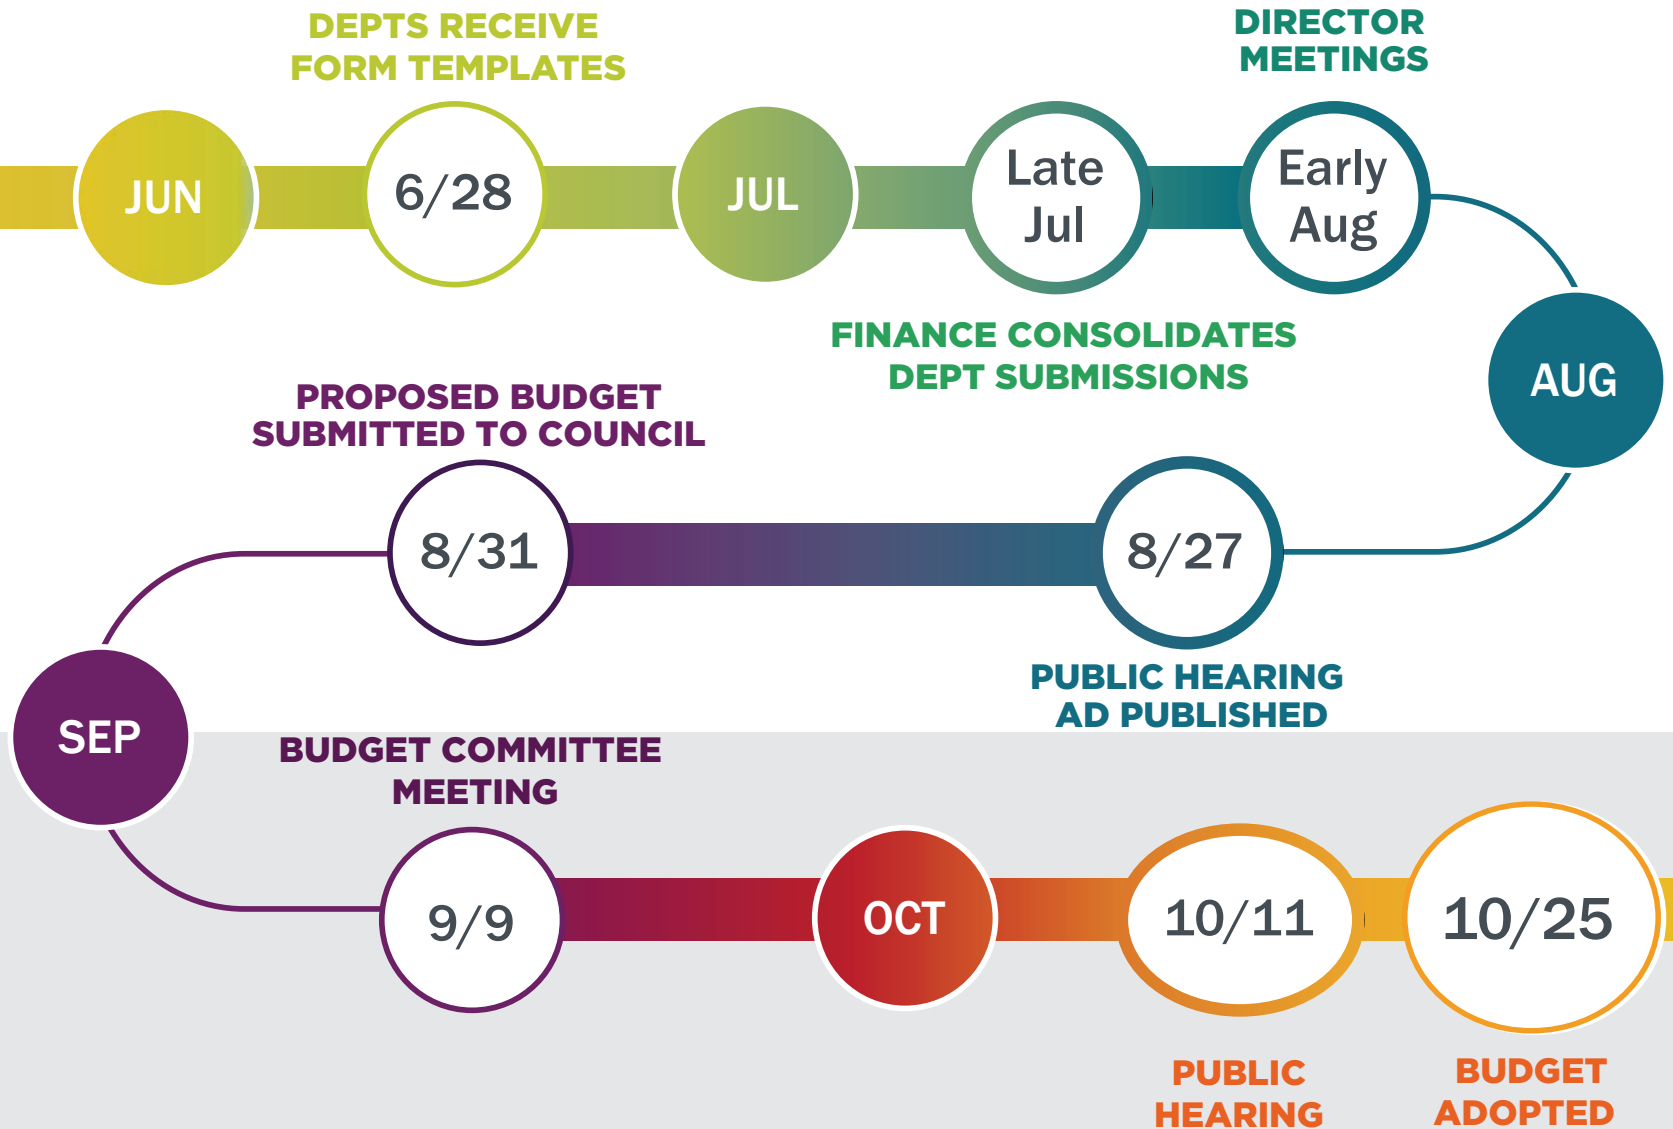 DEPTS RECEIVE
FORM TEMPLATES
DIRECTOR
MEETINGS
JUN
6/28
JUL
Late
Jul
Early
Aug
FINANCE CONSOLIDATES
DEPT SUBMISSIONS
AUG
PROPOSED BUDGET
SUBMITTED TO COUNCIL
8/31
8/27
PUBLIC HEARING
AD PUBLISHED
SEP
BUDGET COMMITTEE
MEETING
9/9
OCT
10/11
10/25
PUBLIC
HEARING
BUDGET
ADOPTED